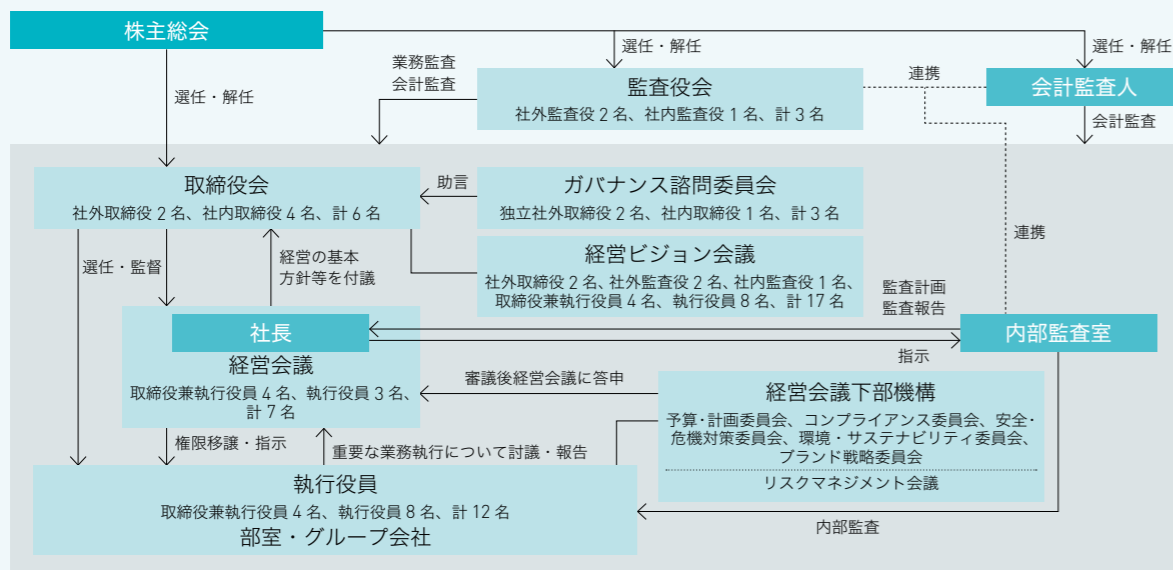 株主総会
選任・解任
選任・解任
選任・解任
業務監査
会計監査
監査役会
社外監査役 2 名、社内監査役 1 名、計 3 名
連携
会計監査人
会計監査
取締役会
社外取締役 2 名、社内取締役 4 名、計 6 名
助言
ガバナンス諮問委員会
独立社外取締役 2 名、社内取締役 1 名、計 3 名
連携
経営ビジョン会議
社外取締役 2 名、社外監査役 2 名、社内監査役 1 名、
取締役兼執行役員 4 名、執行役員 8 名、計 17 名
選任・監督
経営の基本
方針等を付議
監査計画
監査報告
社長
内部監査室
指示
経営会議
取締役兼執行役員 4 名、執行役員 3 名、
計 7 名
審議後経営会議に答申
経営会議下部機構
予算・計画委員会、コンプライアンス委員会、安全・
危機対策委員会、環境・サステナビリティ委員会、
ブランド戦略委員会
リスクマネジメント会議
権限移譲・指示
重要な業務執行について討議・報告
執行役員
取締役兼執行役員 4 名、執行役員 8 名、計 12 名
部室・グループ会社
内部監査